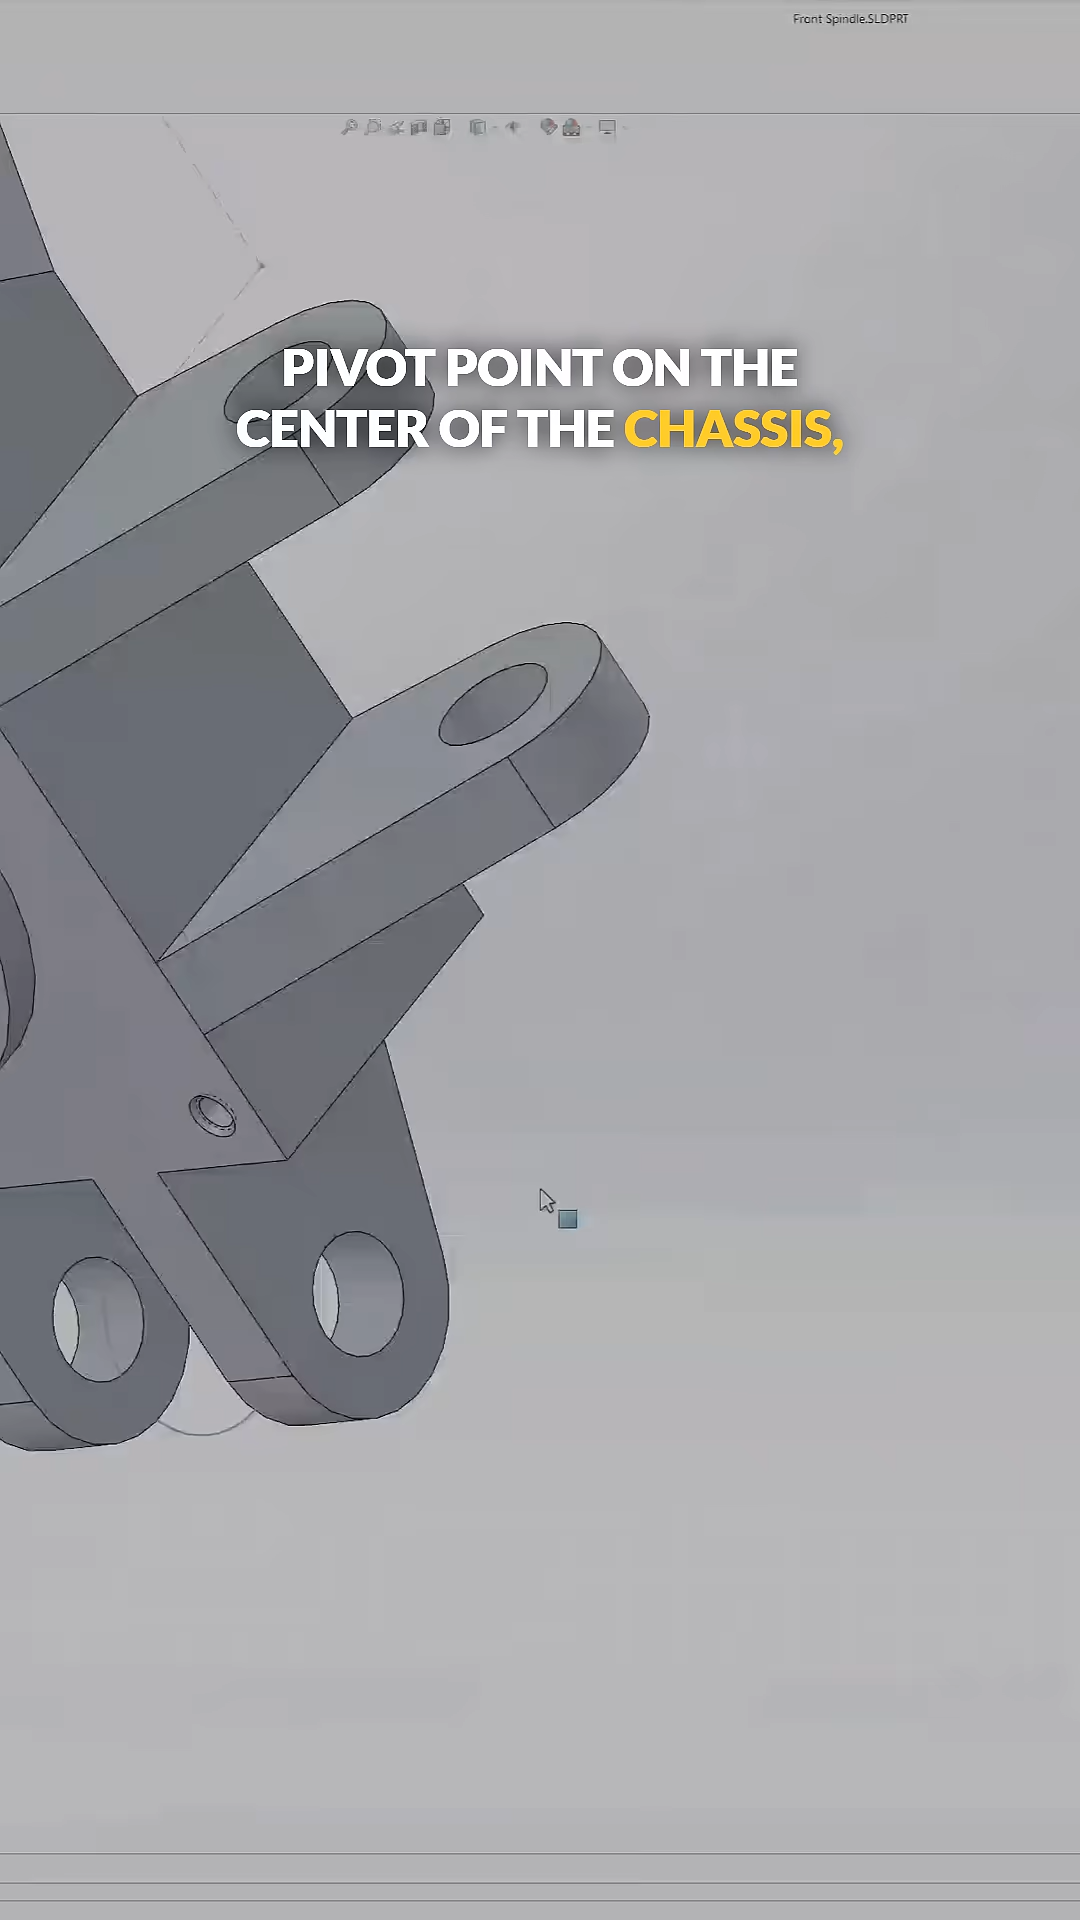 Front Spindle.SLDPRT
PIVOT POINT ON THE
CENTER OF THE CHASSIS,